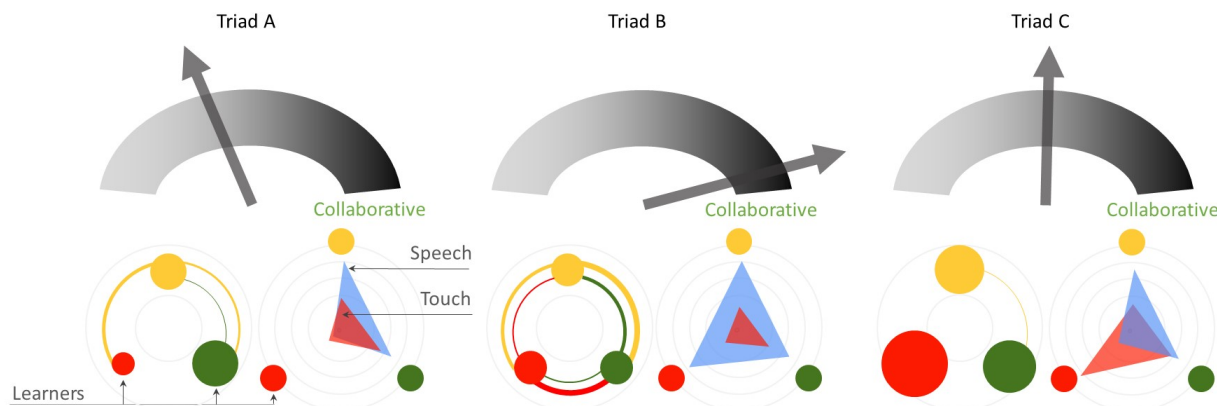 Triad A
Triad B
Triad C
Collaborative
Collaborative
Collaborative
Speech
Touch
Learners